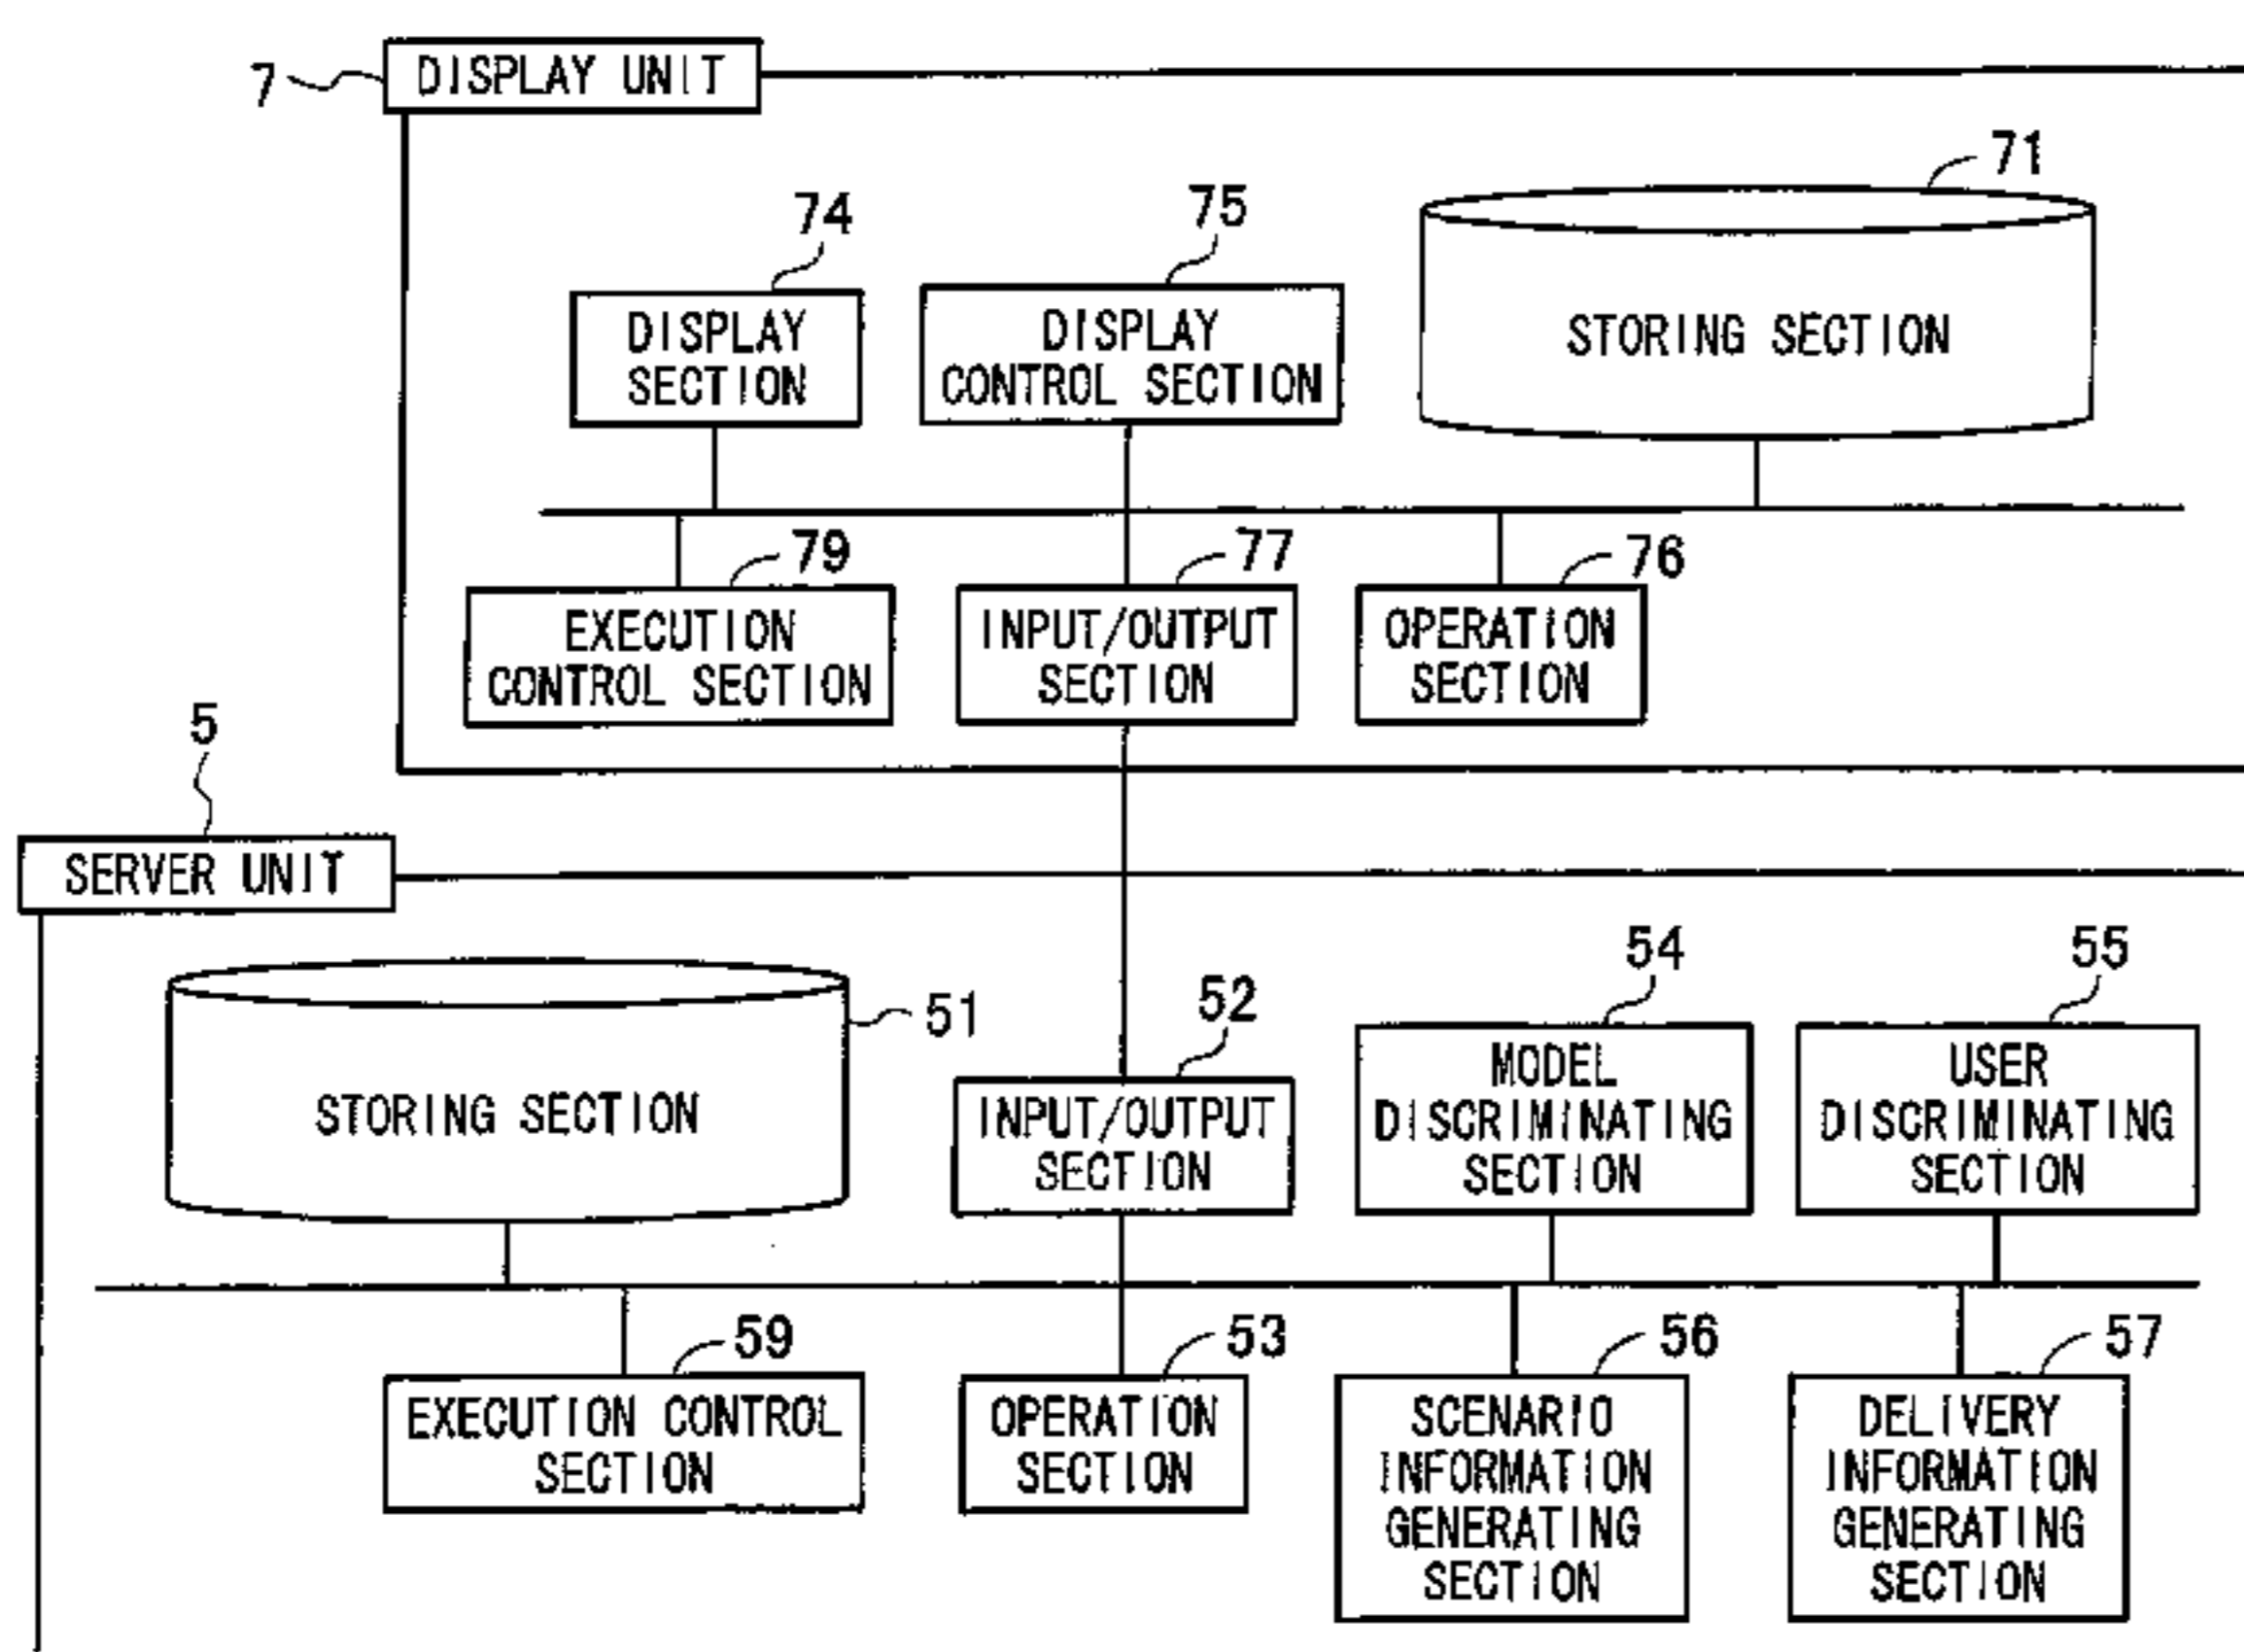 7
DISPLAY UNIT
71
74
75
DISPLAY
SECTION
DISPLAY
CONTROL SECTION
STORING SECTION
79
77
76
EXECUTION
CONTROL SECTION
INPUT/OUTPUT
SECTION
OPERATION
SECTION
5
SERVER UNIT
51
52
54
55
STORING SECTION
INPUT/OUTPUT
SECTION
MODEL
DISCRIMINATING
SECTION
USER
DISCRIMINATING
SECTION
59
53
56
57
EXECUTION CONTROL
SECTION
OPERATION
SECTION
SCENARIO
INFORMATION
GENERATING
SECTION
DELIVERY
INFORMATION
GENERATING
SECTION